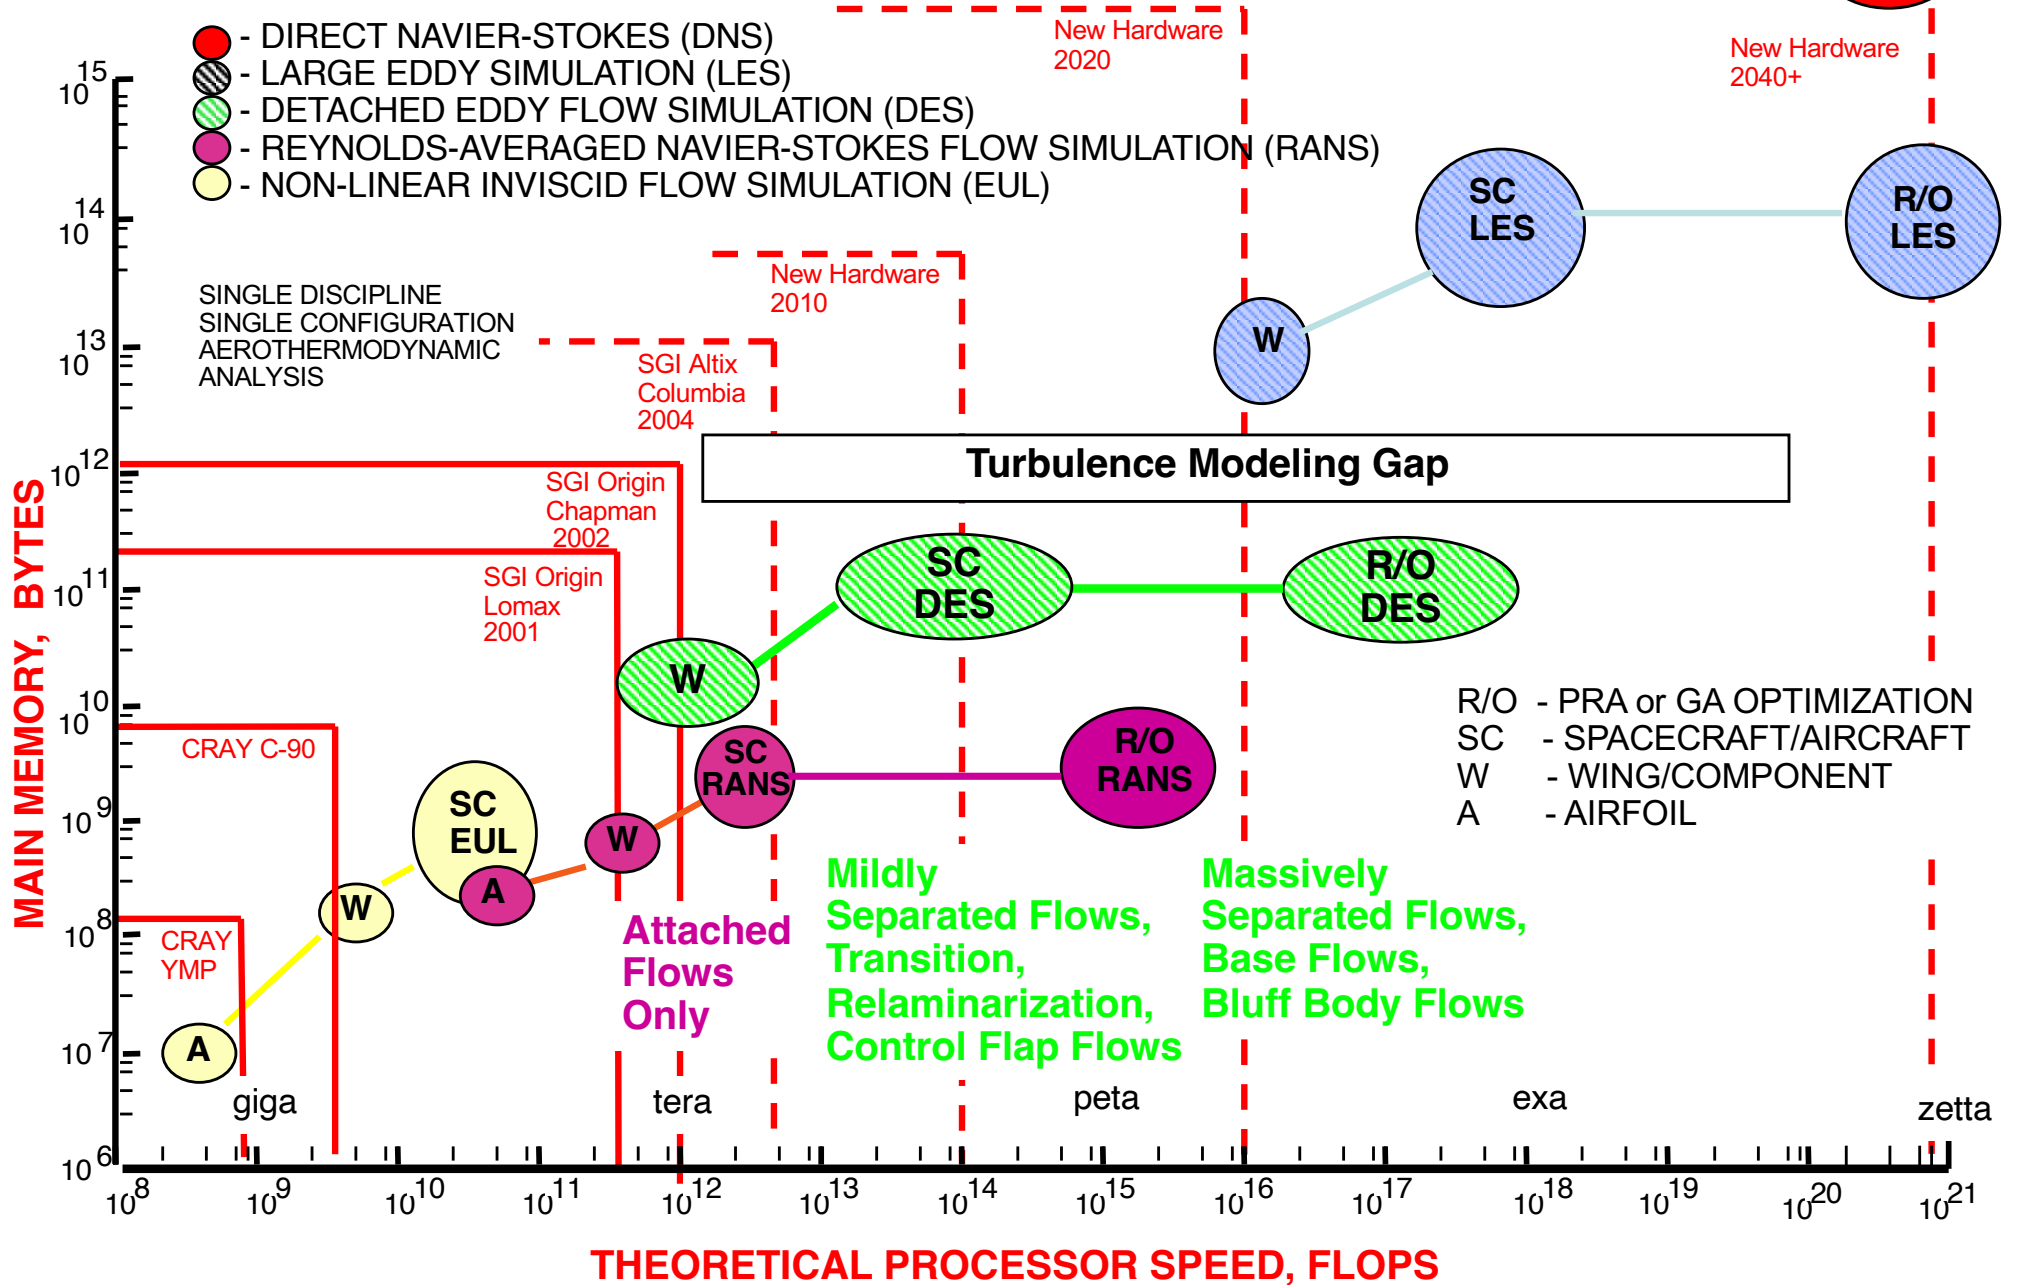 - DIRECT NAVIER-STOKES (DNS)
- LARGE EDDY SIMULATION (LES)
- DETACHED EDDY FLOW SIMULATION (DES)
- REYNOLDS-AVERAGED NAVIER-STOKES FLOW SIMULATION (RANS)
- NON-LINEAR INVISCID FLOW SIMULATION (EUL)
New Hardware
2020
New Hardware
2040+
SINGLE DISCIPLINE
SINGLE CONFIGURATION
AEROTHERMODYNAMIC
ANALYSIS
New Hardware
2010
SGI Altix
Columbia
2004
SC
LES
R/O
LES
W
Turbulence Modeling Gap
SGI Origin
Chapman
2002
SGI Origin
Lomax
2001
SC
DES
R/O
DES
W
CRAY C-90
SC
RANS
R/O
RANS
R/O - PRA or GA OPTIMIZATION
SC - SPACECRAFT/AIRCRAFT
W - WING/COMPONENT
A - AIRFOIL
SC
EUL
W
A
W
CRAY
YMP
A
Attached
Flows
Only
Mildly
Separated Flows,
Transition,
Relaminarization,
Control Flap Flows
Massively
Separated Flows,
Base Flows,
Bluff Body Flows
giga
tera
peta
exa
zetta
MAIN MEMORY, BYTES
10^15
10^14
10^13
10^12
10^11
10^10
10^9
10^8
10^7
10^6
10^8 10^9 10^10 10^11 10^12 10^13 10^14 10^15 10^16 10^17 10^18 10^19 10^20 10^21
THEORETICAL PROCESSOR SPEED, FLOPS